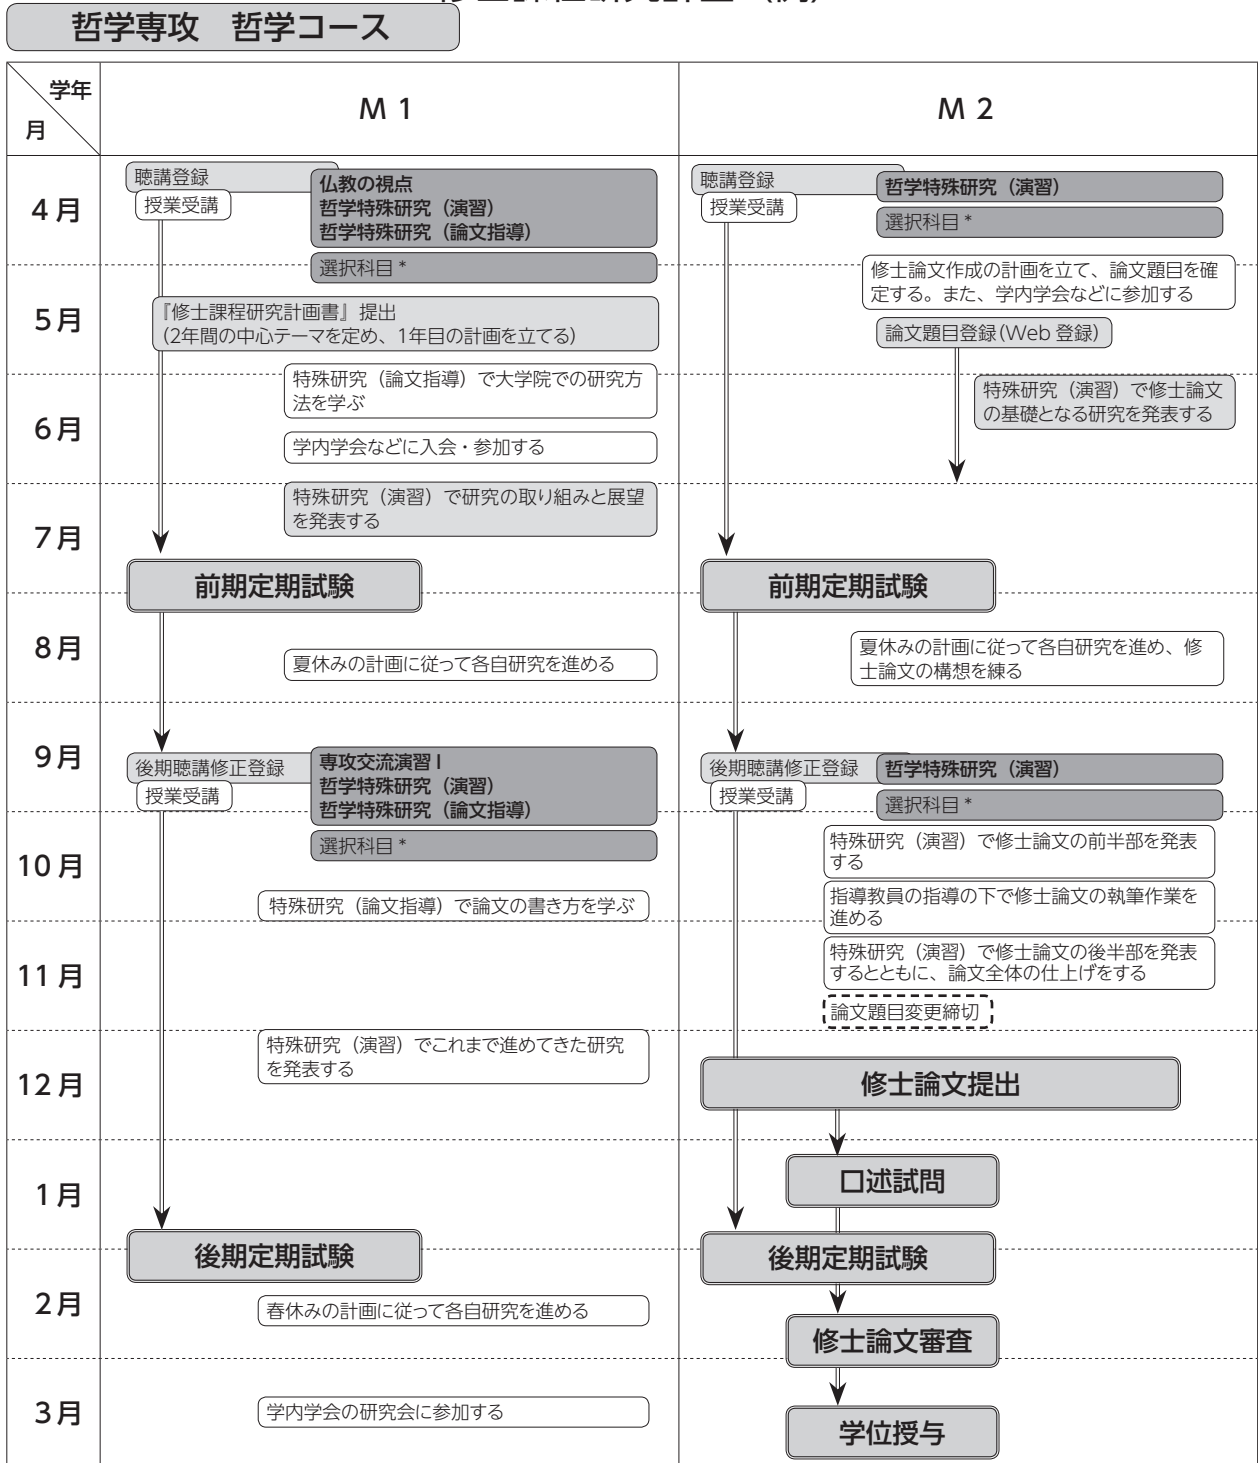 哲学専攻　哲学コース
学年
月
M 1
M 2
4月
聴講登録
授業受講
仏教の視点
哲学特殊研究（演習）
哲学特殊研究（論文指導）
選択科目*
聴講登録
授業受講
哲学特殊研究（演習）
選択科目*
修士論文作成の計画を立て、論文題目を確
定する。また、学内学会などに参加する
5月
『修士課程研究計画書』提出
(2年間の中心テーマを定め、1年目の計画を立てる)
論文題目登録(Web 登録)
特殊研究（論文指導）で大学院での研究方
法を学ぶ
特殊研究（演習）で修士論文
の基礎となる研究を発表する
6月
学内学会などに入会・参加する
特殊研究（演習）で研究の取り組みと展望
を発表する
7月
前期定期試験
前期定期試験
8月
夏休みの計画に従って各自研究を進める
夏休みの計画に従って各自研究を進め、修
士論文の構想を練る
9月
後期聴講修正登録
授業受講
専攻交流演習 I
哲学特殊研究（演習）
哲学特殊研究（論文指導）
選択科目*
後期聴講修正登録
授業受講
哲学特殊研究（演習）
選択科目*
10月
特殊研究（演習）で修士論文の前半部を発表
する
特殊研究（論文指導）で論文の書き方を学ぶ
指導教員の指導の下で修士論文の執筆作業を
進める
11月
特殊研究（演習）で修士論文の後半部を発表
するとともに、論文全体の仕上げをする
論文題目変更締切
特殊研究（演習）でこれまで進めてきた研究
を発表する
12月
修士論文提出
1月
口述試問
後期定期試験
後期定期試験
2月
春休みの計画に従って各自研究を進める
修士論文審査
3月
学内学会の研究会に参加する
学位授与